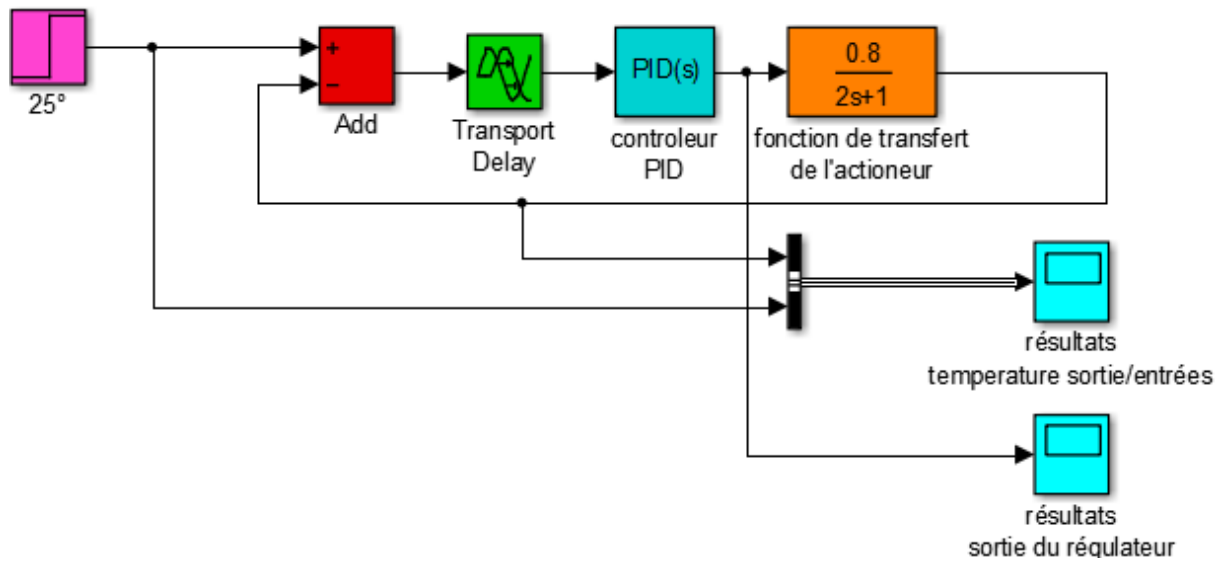 25°
+
−
Add
Transport
Delay
PID(s)
controleur
PID
0.8
2s+1
fonction de transfert
de l'actioneur
résultats
temperature sortie/entrées
résultats
sortie du régulateur